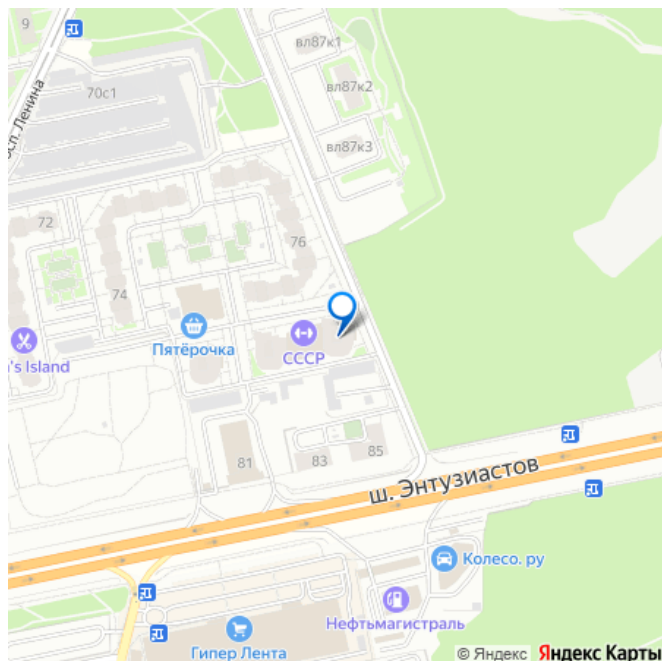 9
вл87к1
70с1
вл87к2
осп. Ленина
вл87к3
72
76
74
Пятёрочка
СССР
n's Island
81
83
85
ш. Энтузиастов
Колесо. ру
Нефтьмагистраль
Гипер Лента
© Яндекс Яндекс Карты